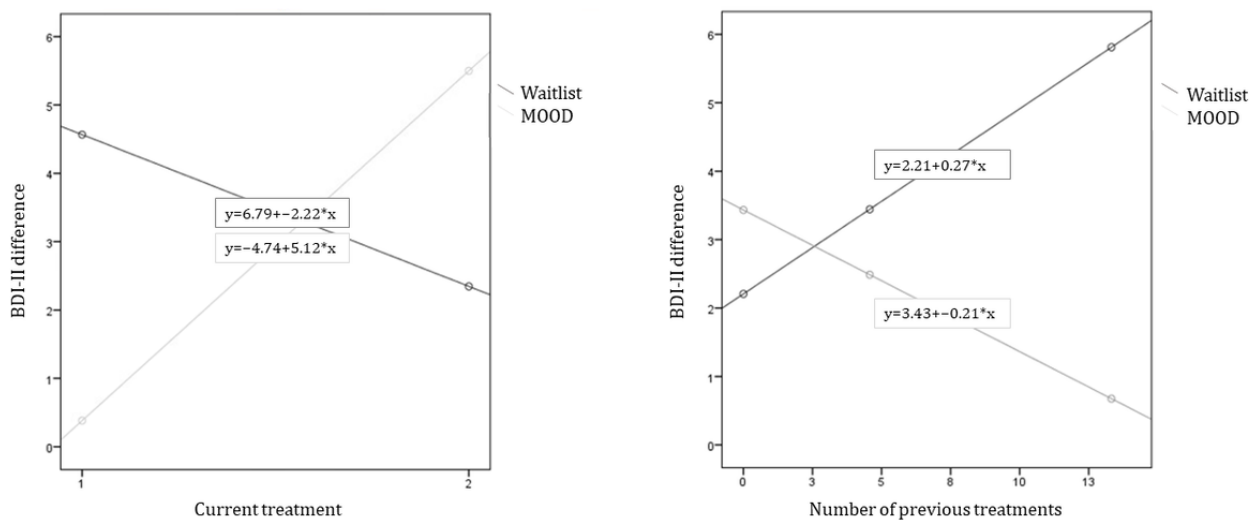 6
5
4
3
2
1
0
BDI-II difference
y=6.79+−2.22*x
y=−4.74+5.12*x
Waitlist
MOOD
1
2
Current treatment
6
5
4
3
2
1
0
BDI-II difference
y=2.21+0.27*x
y=3.43+−0.21*x
Waitlist
MOOD
0
3
5
8
10
13
Number of previous treatments